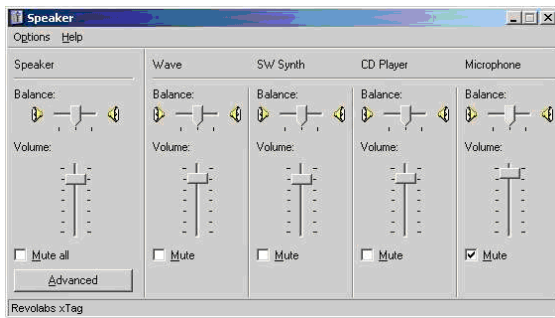 Speaker
Options Help
Speaker Wave SW Synth CD Player Microphone
Balance: Balance: Balance: Balance: Balance:
Volume: Volume: Volume: Volume: Volume:
Mute all Mute Mute Mute Mute
Advanced
Revolabs xTag